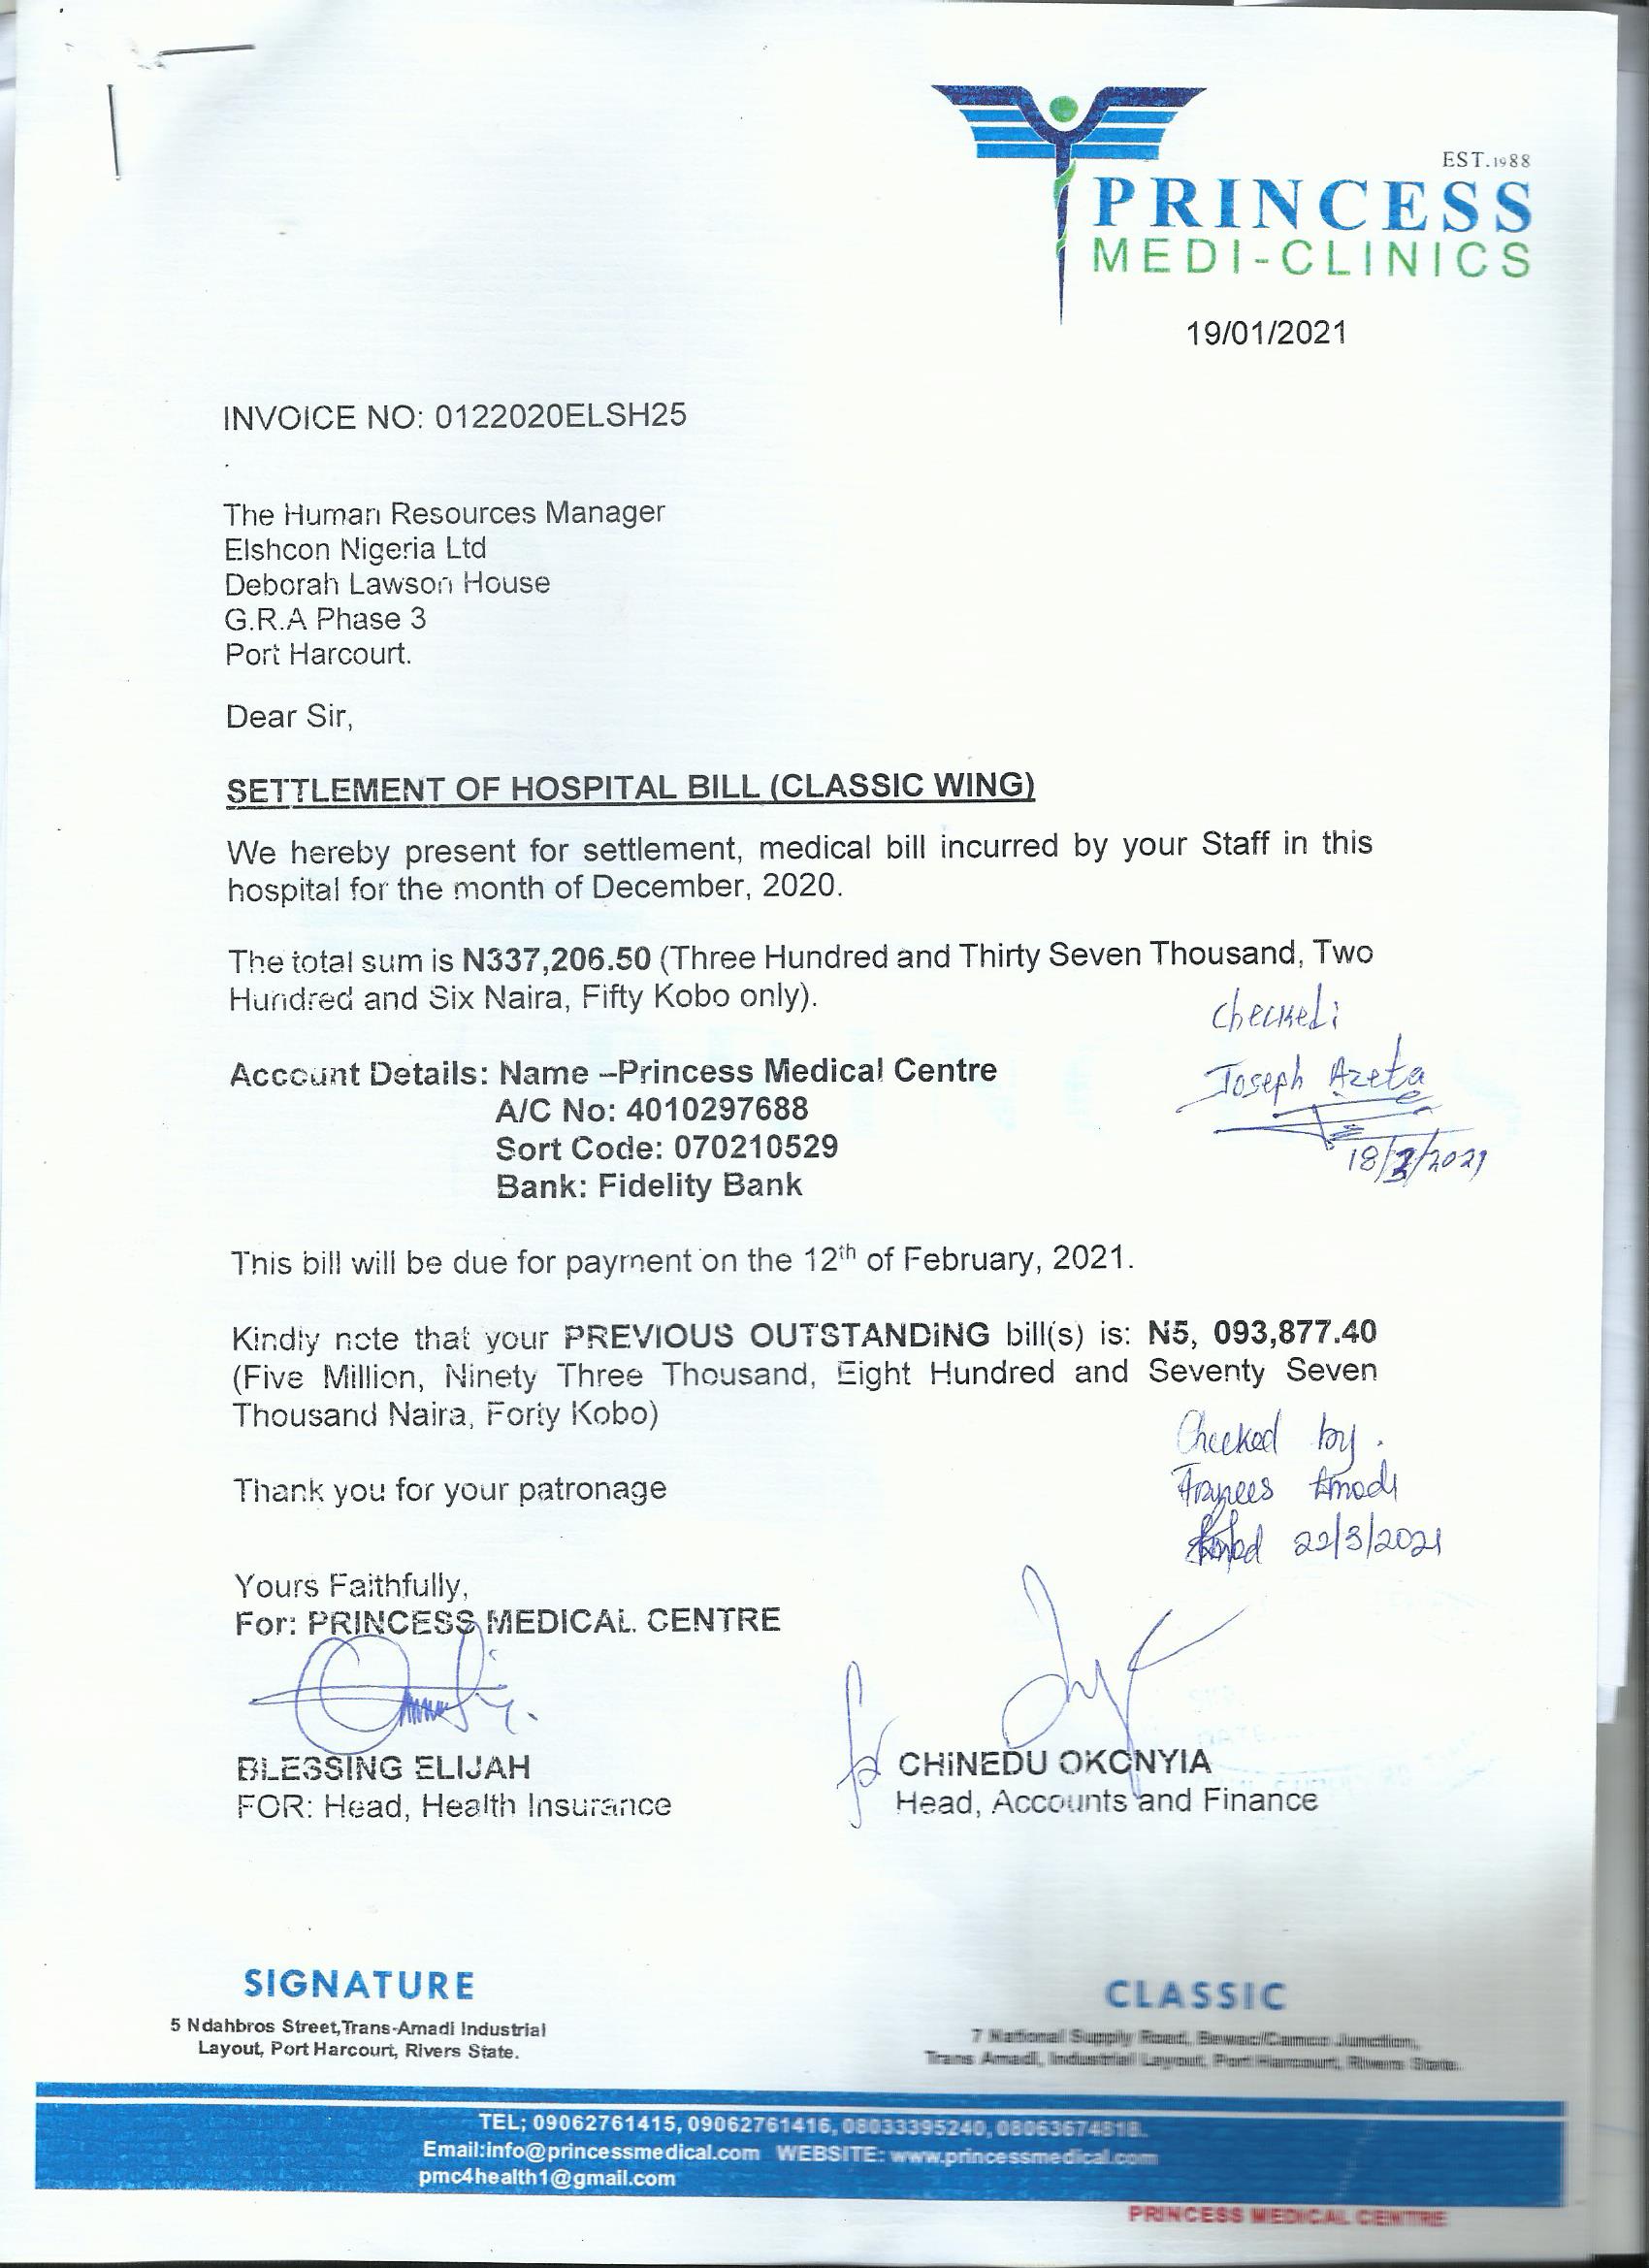 EST.1988
PRINCESS
MEDI-CLINICS
19/01/2021
INVOICE NO: 0122020ELSH25
The Human Resources Manager
Elshcon Nigeria Ltd
Deborah Lawson House
G.R.A Phase 3
Port Harcourt.
Dear Sir,
SETTLEMENT OF HOSPITAL BILL (CLASSIC WING)
We hereby present for settlement, medical bill incurred by your Staff in this
hospital for the month of December, 2020.
The total sum is N337,206.50 (Three Hundred and Thirty Seven Thousand, Two
Hundred and Six Naira, Fifty Kobo only).
Checked:
Joseph Azeta
18/3/2021
Account Details: Name –Princess Medical Centre
A/C No: 4010297688
Sort Code: 070210529
Bank: Fidelity Bank
This bill will be due for payment on the 12th of February, 2021.
Kindly note that your PREVIOUS OUTSTANDING bill(s) is: N5, 093,877.40
(Five Million, Ninety Three Thousand, Eight Hundred and Seventy Seven
Thousand Naira, Forty Kobo)
Checked by.
Frances Amadi
22/3/2021
Thank you for your patronage
Yours Faithfully,
For: PRINCESS MEDICAL CENTRE
BLESSING ELIJAH
FOR: Head, Health Insurance
for CHINEDU OKONYIA
Head, Accounts and Finance
SIGNATURE
5 Ndahbros Street,Trans-Amadi Industrial
Layout, Port Harcourt, Rivers State.
CLASSIC
7 National Supply Road, Bewac/Camco Junction,
Trans Amadi, Industrial Layout, Port Harcourt, Rivers State.
TEL; 09062761415, 09062761416, 08033395240, 08063674818.
Email:info@princessmedical.com WEBSITE: www.princessmedical.com
pmc4health1@gmail.com
PRINCESS MEDICAL CENTRE